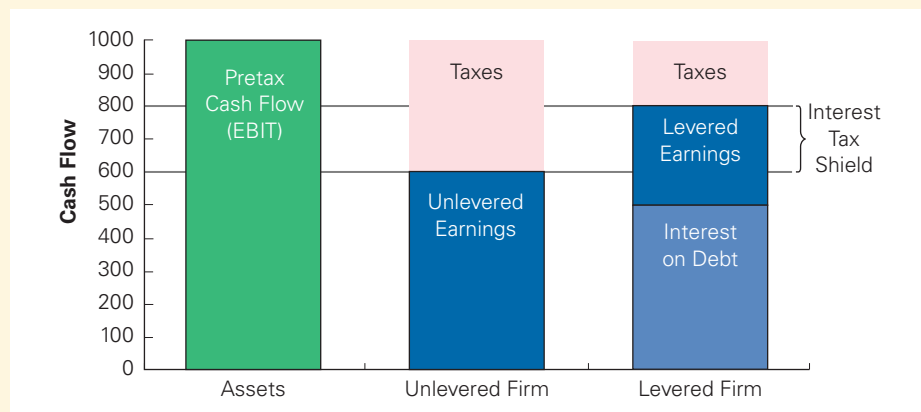 Cash Flow
1000
900
800
700
600
500
400
300
200
100
0
Pretax
Cash Flow
(EBIT)
Taxes
Unlevered
Earnings
Taxes
Levered
Earnings
Interest
on Debt
Interest
Tax
Shield
Assets
Unlevered Firm
Levered Firm